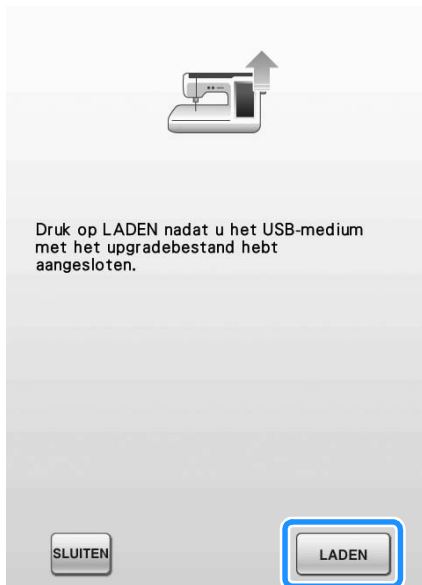 Druk op LADEN nadat u het USB-medium
met het upgradebestand hebt
aangesloten.
SLUITEN
LADEN